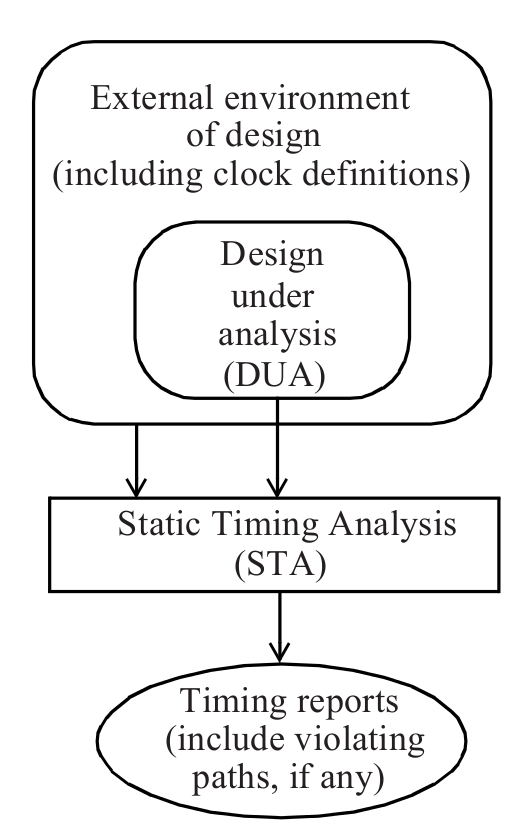 External environment
of design
(including clock definitions)
Design
under
analysis
(DUA)
Static Timing Analysis
(STA)
Timing reports
(include violating
paths, if any)